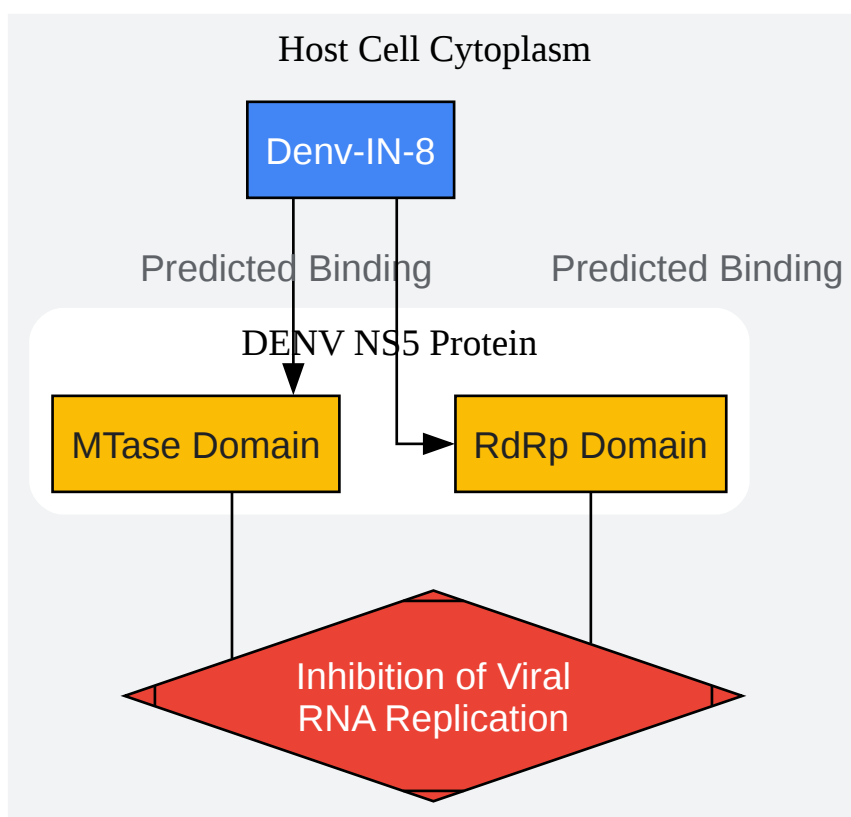 Host Cell Cytoplasm
Denv-IN-8
Predicted Binding
Predicted Binding
DENV NS5 Protein
MTase Domain
RdRp Domain
Inhibition of Viral
RNA Replication